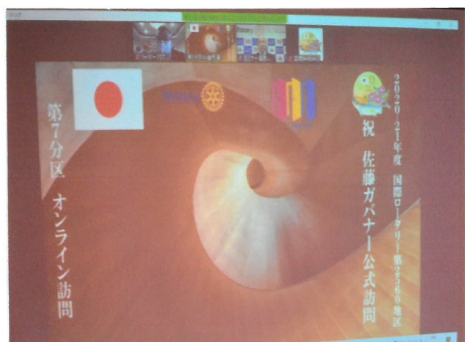 2020-21年度 国際ロータリー第2560地区
祝 佐藤ガバナー公式訪問
第7分区 オンライン訪問
Rotary